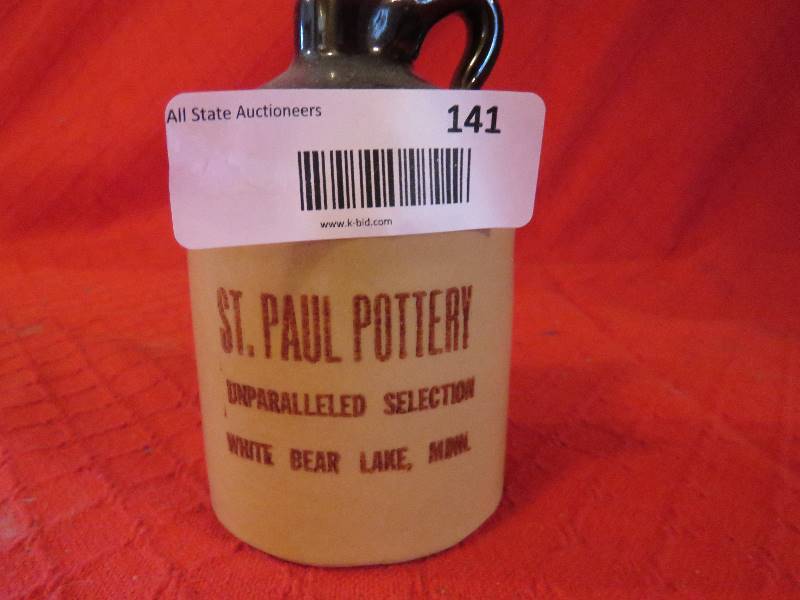 All State Auctioneers
141
www.k-bid.com
ST. PAUL POTTERY
UNPARALLELED SELECTION
WHITE BEAR LAKE, MINN.